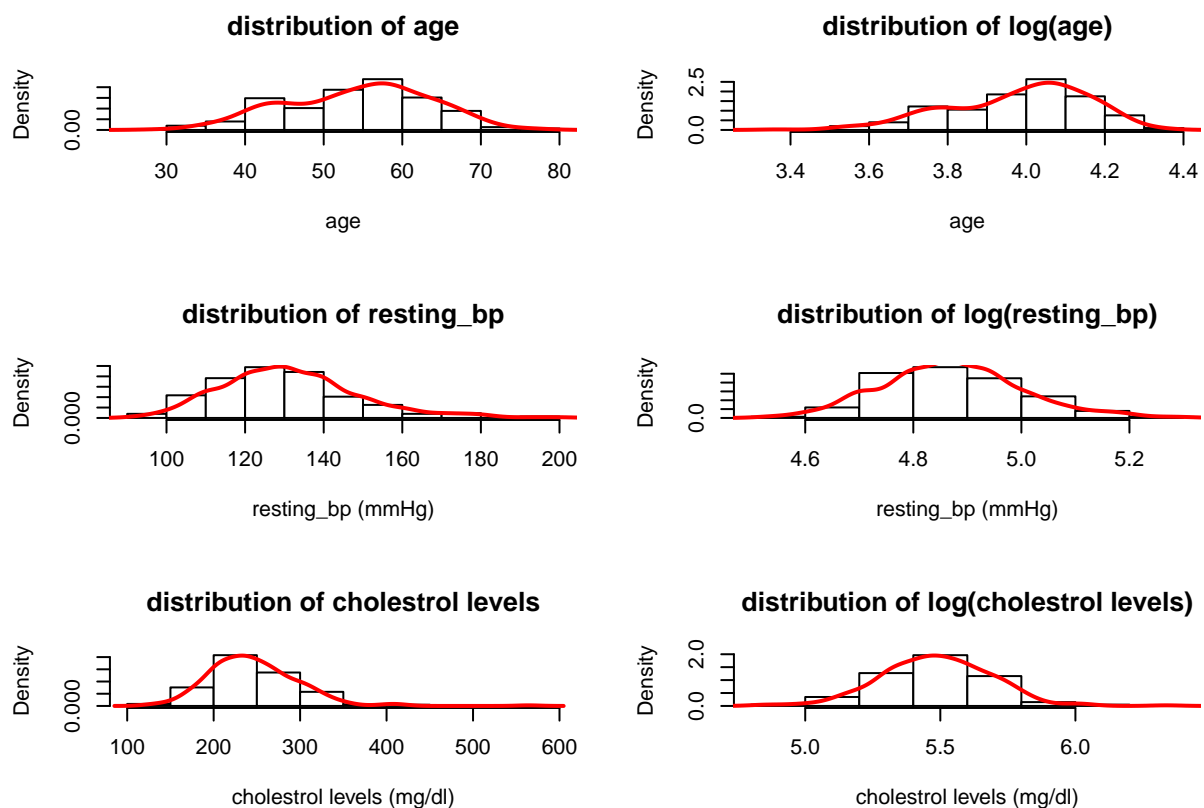 distribution of age
Density
0.00
30 40 50 60 70 80
age
distribution of log(age)
Density
0.0 2.5
3.4 3.6 3.8 4.0 4.2 4.4
age
distribution of resting_bp
Density
0.000
100 120 140 160 180 200
resting_bp (mmHg)
distribution of log(resting_bp)
Density
0.0
4.6 4.8 5.0 5.2
resting_bp (mmHg)
distribution of cholestrol levels
Density
0.000
100 200 300 400 500 600
cholestrol levels (mg/dl)
distribution of log(cholestrol levels)
Density
0.0 2.0
5.0 5.5 6.0
cholestrol levels (mg/dl)